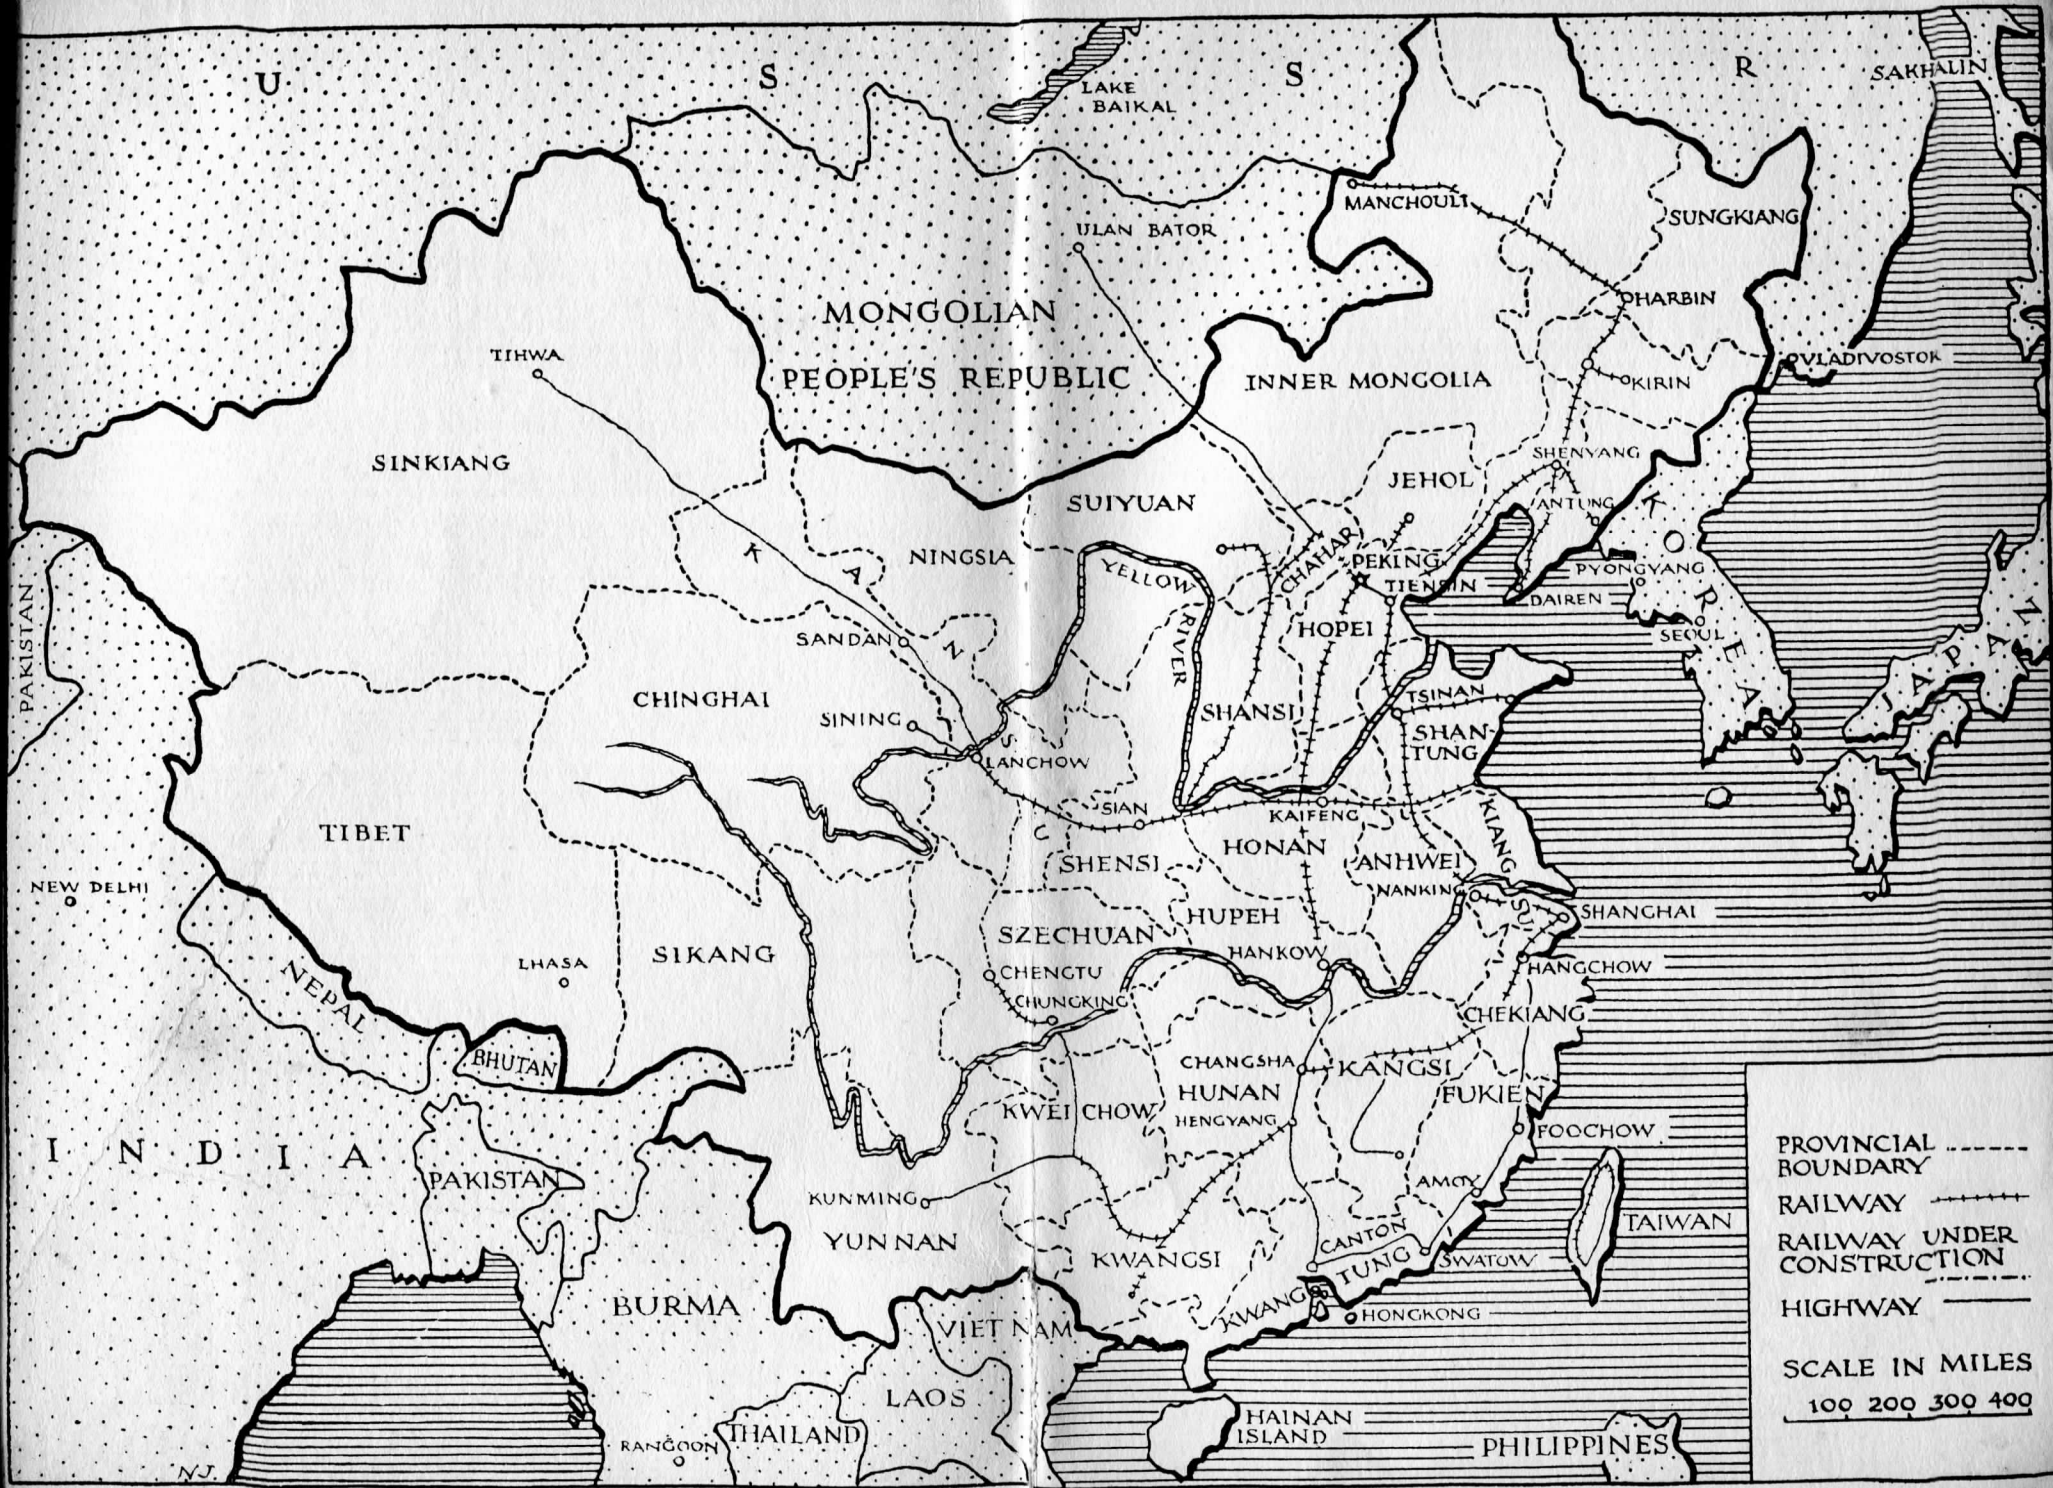 U S S R
SAKHALIN
LAKE
BAIKAL
MANCHOULI
SUNGKIANG
ULAN BATOR
HARBIN
MONGOLIAN
PEOPLE'S REPUBLIC
TIHWA
VLADIVOSTOK
INNER MONGOLIA
KIRIN
SINKIANG
SHENYANG
JEHOL
SUIYUAN
ANTUNG
KANSU
NINGSIA
YELLOW RIVER
CHAHAR
PEKING
TIENTSIN
PYONGYANG
DAIREN
KOREA
SEOUL
JAPAN
PAKISTAN
SANDAN
HOPEI
CHINGHAI
SINING
SHANSI
TSINAN
SHAN-
TUNG
LANCHOW
SIAN
KAIFENG
KIANGSU
TIBET
SHENSI
HONAN
ANHWEI
NEW DELHI
NANKING
SHANGHAI
HUPEH
SIKANG
SZECHUAN
HANKOW
LHASA
CHENGTU
HANGCHOW
CHUNGKING
CHEKIANG
NEPAL
BHUTAN
CHANGSHA
KANGSI
HUNAN
KWEI CHOW
FUKIEN
HENGYANG
FOOCHOW
INDIA
PAKISTAN
KUNMING
AMOY
YUNNAN
KWANGSI
CANTON
KWANG TUNG
SWATOW
TAIWAN
BURMA
VIET NAM
HONGKONG
LAOS
HAINAN
ISLAND
RANGOON
THAILAND
PHILIPPINES
N.J.
PROVINCIAL
BOUNDARY
RAILWAY
RAILWAY UNDER
CONSTRUCTION
HIGHWAY
SCALE IN MILES
100 200 300 400